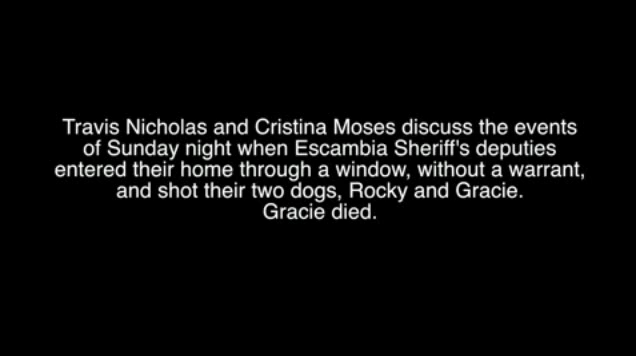 Travis Nicholas and Cristina Moses discuss the events
of Sunday night when Escambia Sheriff's deputies
entered their home through a window, without a warrant,
and shot their two dogs, Rocky and Gracie.
Gracie died.